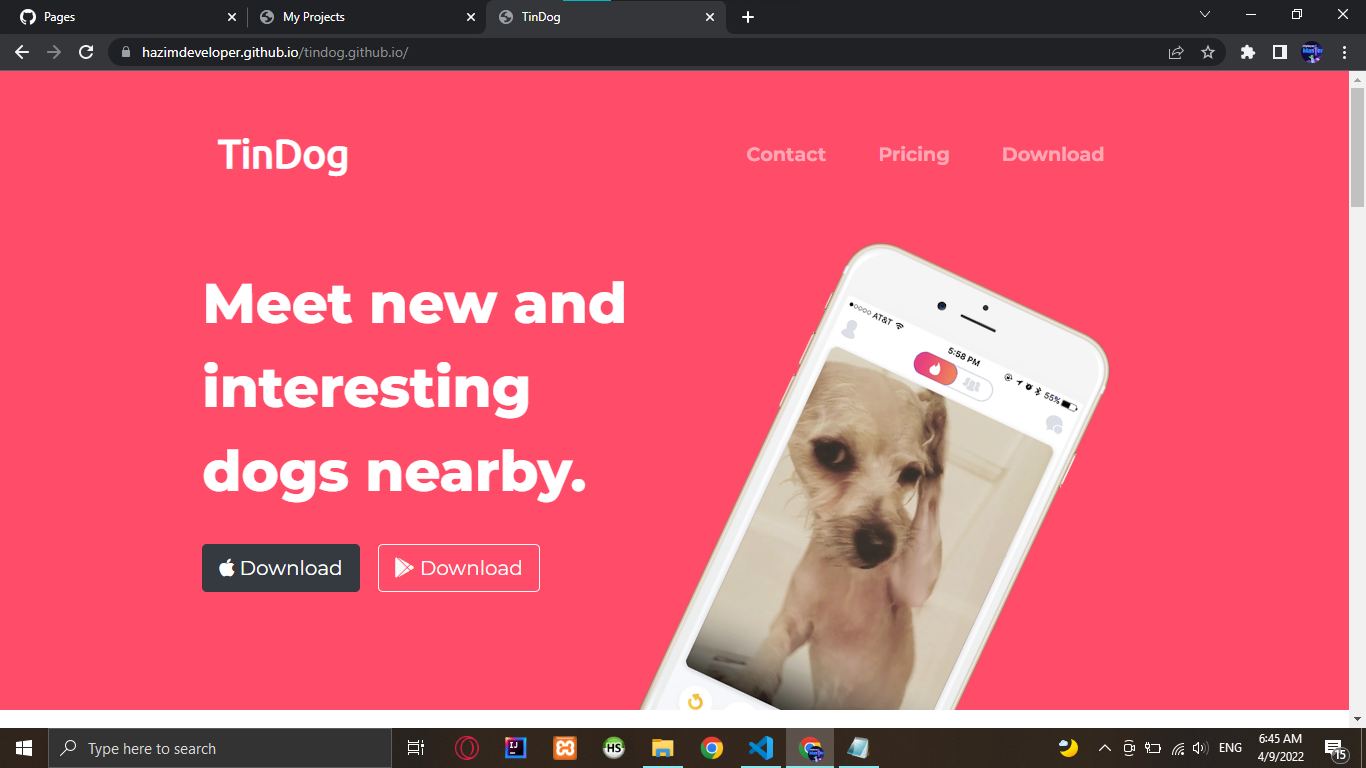 Pages
My Projects
TinDog
hazimdeveloper.github.io/tindog.github.io/
TinDog
Contact
Pricing
Download
Meet new and
interesting
dogs nearby.
Download
Download
AT&T
5:58 PM
55%
Type here to search
HS
ENG
6:45 AM
4/9/2022
15